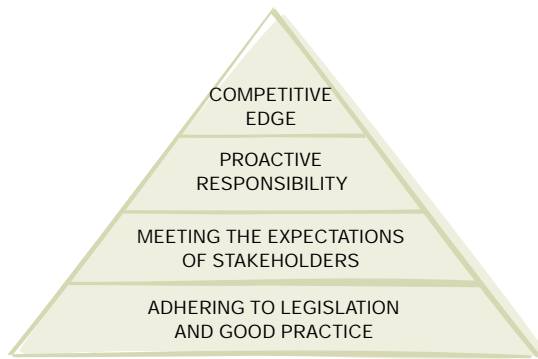 COMPETITIVE
EDGE
PROACTIVE
RESPONSIBILITY
MEETING THE EXPECTATIONS
OF STAKEHOLDERS
ADHERING TO LEGISLATION
AND GOOD PRACTICE